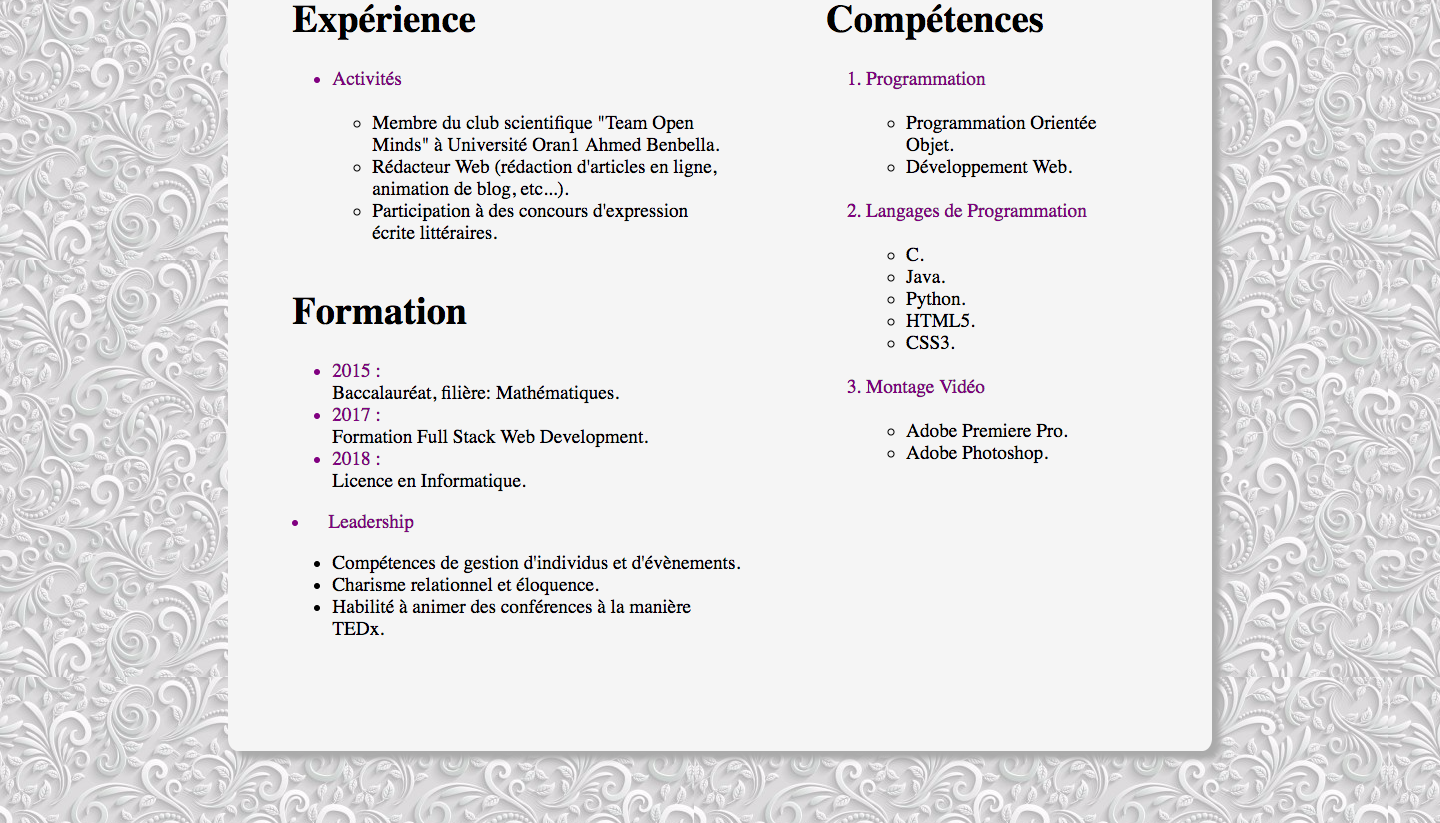 Expérience
Activités
Membre du club scientifique "Team Open
Minds" à Université Oran1 Ahmed Benbella.
Rédacteur Web (rédaction d'articles en ligne,
animation de blog, etc...).
Participation à des concours d'expression
écrite littéraires.
Formation
2015 :
Baccalauréat, filière: Mathématiques.
2017 :
Formation Full Stack Web Development.
2018 :
Licence en Informatique.
Leadership
Compétences de gestion d'individus et d'évènements.
Charisme relationnel et éloquence.
Habilité à animer des conférences à la manière
TEDx.
Compétences
1. Programmation
Programmation Orientée
Objet.
Développement Web.
2. Langages de Programmation
C.
Java.
Python.
HTML5.
CSS3.
3. Montage Vidéo
Adobe Premiere Pro.
Adobe Photoshop.